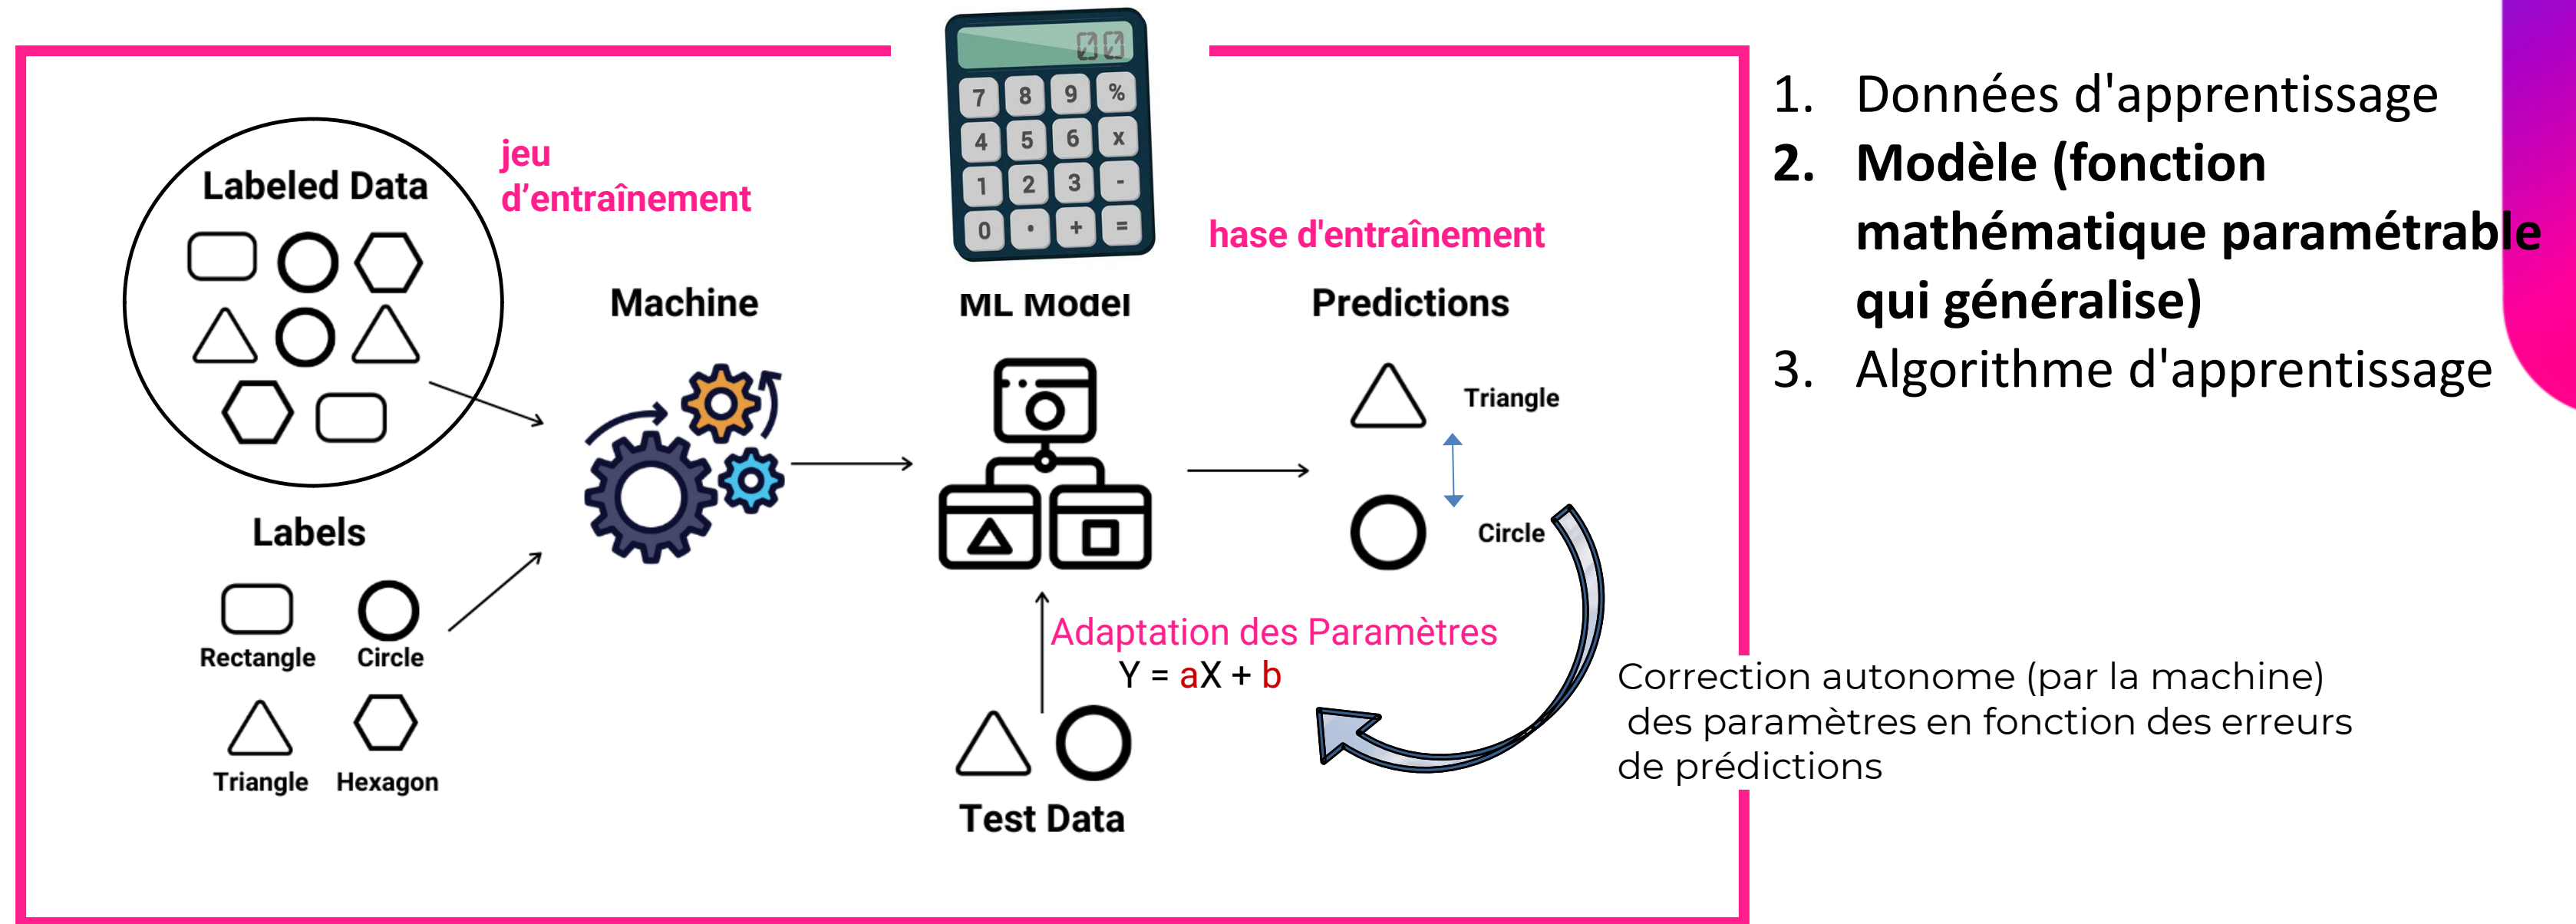 00
7 8 9 %
4 5 6 x
1 2 3 -
0 • + =
jeu
d’entraînement
Labeled Data
hase d'entraînement
Machine
ML Model
Predictions
Triangle
Circle
Labels
Rectangle Circle
Triangle Hexagon
Adaptation des Paramètres
Y = aX + b
Test Data
Correction autonome (par la machine)
des paramètres en fonction des erreurs
de prédictions
1. Données d'apprentissage
2. Modèle (fonction
mathématique paramétrable
qui généralise)
3. Algorithme d'apprentissage